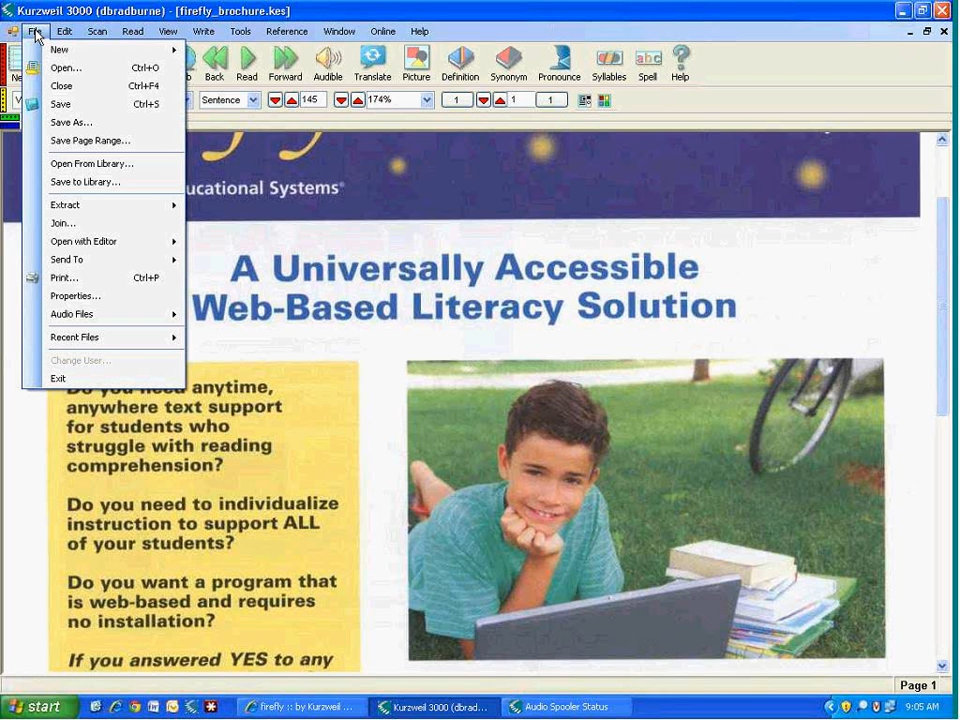 Kurzweil 3000 (dbradburne) - [firefly_brochure.kes]
File Edit Scan Read View Write Tools Reference Window Online Help
Back Read Forward Audible Translate Picture Definition Synonym Pronounce Syllables Spell Help
Sentence 145 174% 1 1 1
New
Open... Ctrl+O
Close Ctrl+F4
Save Ctrl+S
Save As...
Save Page Range...
Open From Library...
Save to Library...
Extract
Join...
Open with Editor
Send To
Print... Ctrl+P
Properties...
Audio Files
Recent Files
Change User...
Exit
ucational Systems®
A Universally Accessible
Web-Based Literacy Solution
Do you need anytime,
anywhere text support
for students who
struggle with reading
comprehension?
Do you need to individualize
instruction to support ALL
of your students?
Do you want a program that
is web-based and requires
no installation?
If you answered YES to any
Page 1
start
firefly :: by Kurzweil ...
Kurzweil 3000 (dbrad...
Audio Spooler Status
9:05 AM